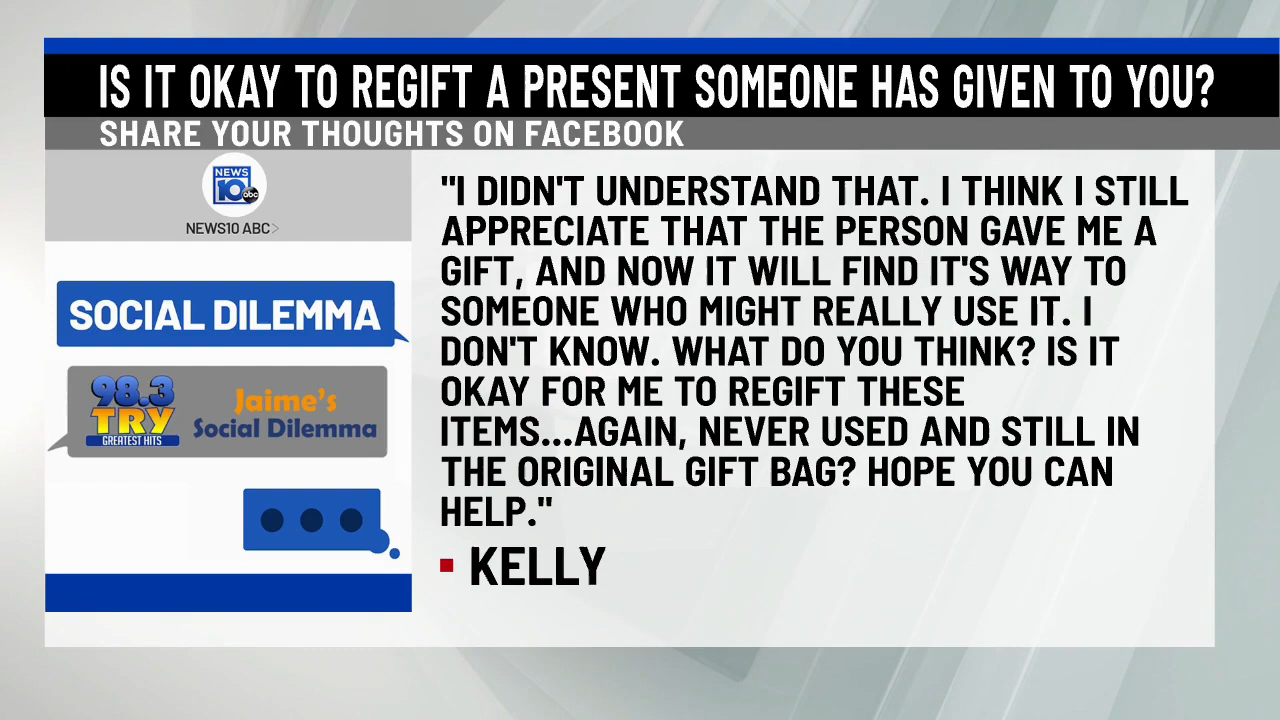 IS IT OKAY TO REGIFT A PRESENT SOMEONE HAS GIVEN TO YOU?
SHARE YOUR THOUGHTS ON FACEBOOK
NEWS
10
abc
NEWS10 ABC>
SOCIAL DILEMMA
98.3
TRY
GREATEST HITS
Jaime's
Social Dilemma
"I DIDN'T UNDERSTAND THAT. I THINK I STILL
APPRECIATE THAT THE PERSON GAVE ME A
GIFT, AND NOW IT WILL FIND IT'S WAY TO
SOMEONE WHO MIGHT REALLY USE IT. I
DON'T KNOW. WHAT DO YOU THINK? IS IT
OKAY FOR ME TO REGIFT THESE
ITEMS...AGAIN, NEVER USED AND STILL IN
THE ORIGINAL GIFT BAG? HOPE YOU CAN
HELP."
▪ KELLY